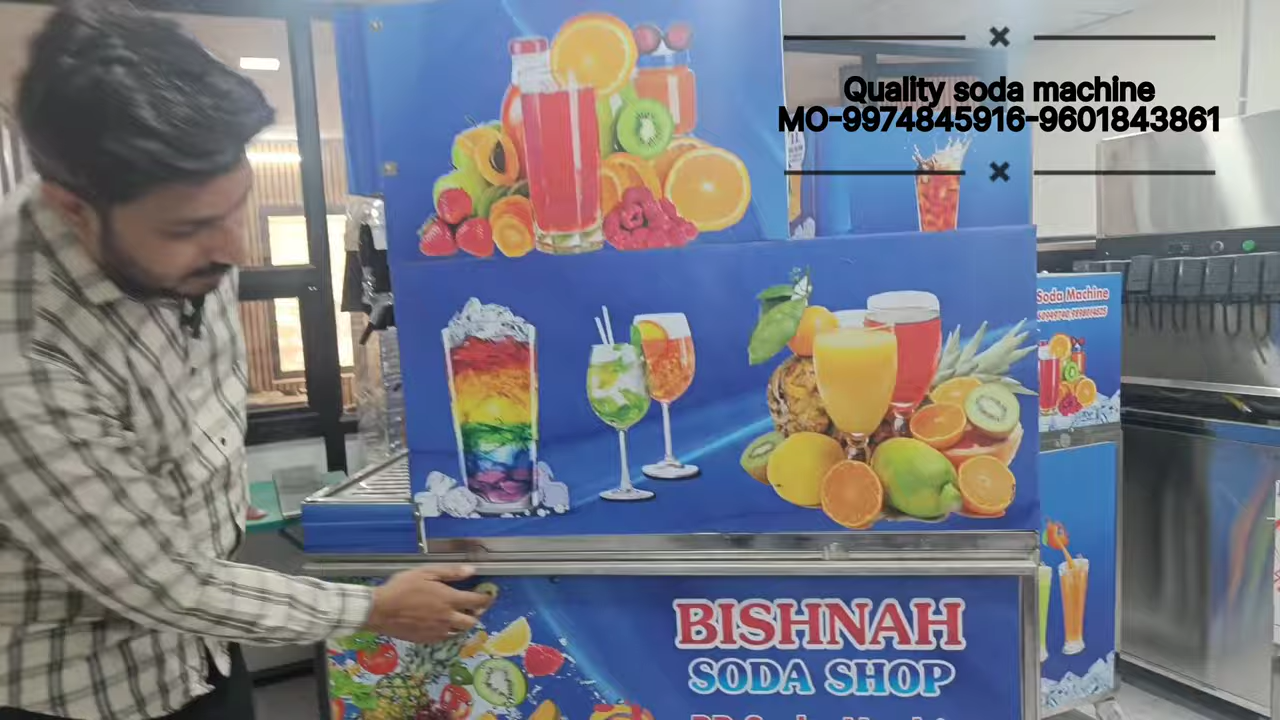 Quality soda machine
MO-9974845916-9601843861
Soda Machine
BISHNAH
SODA SHOP